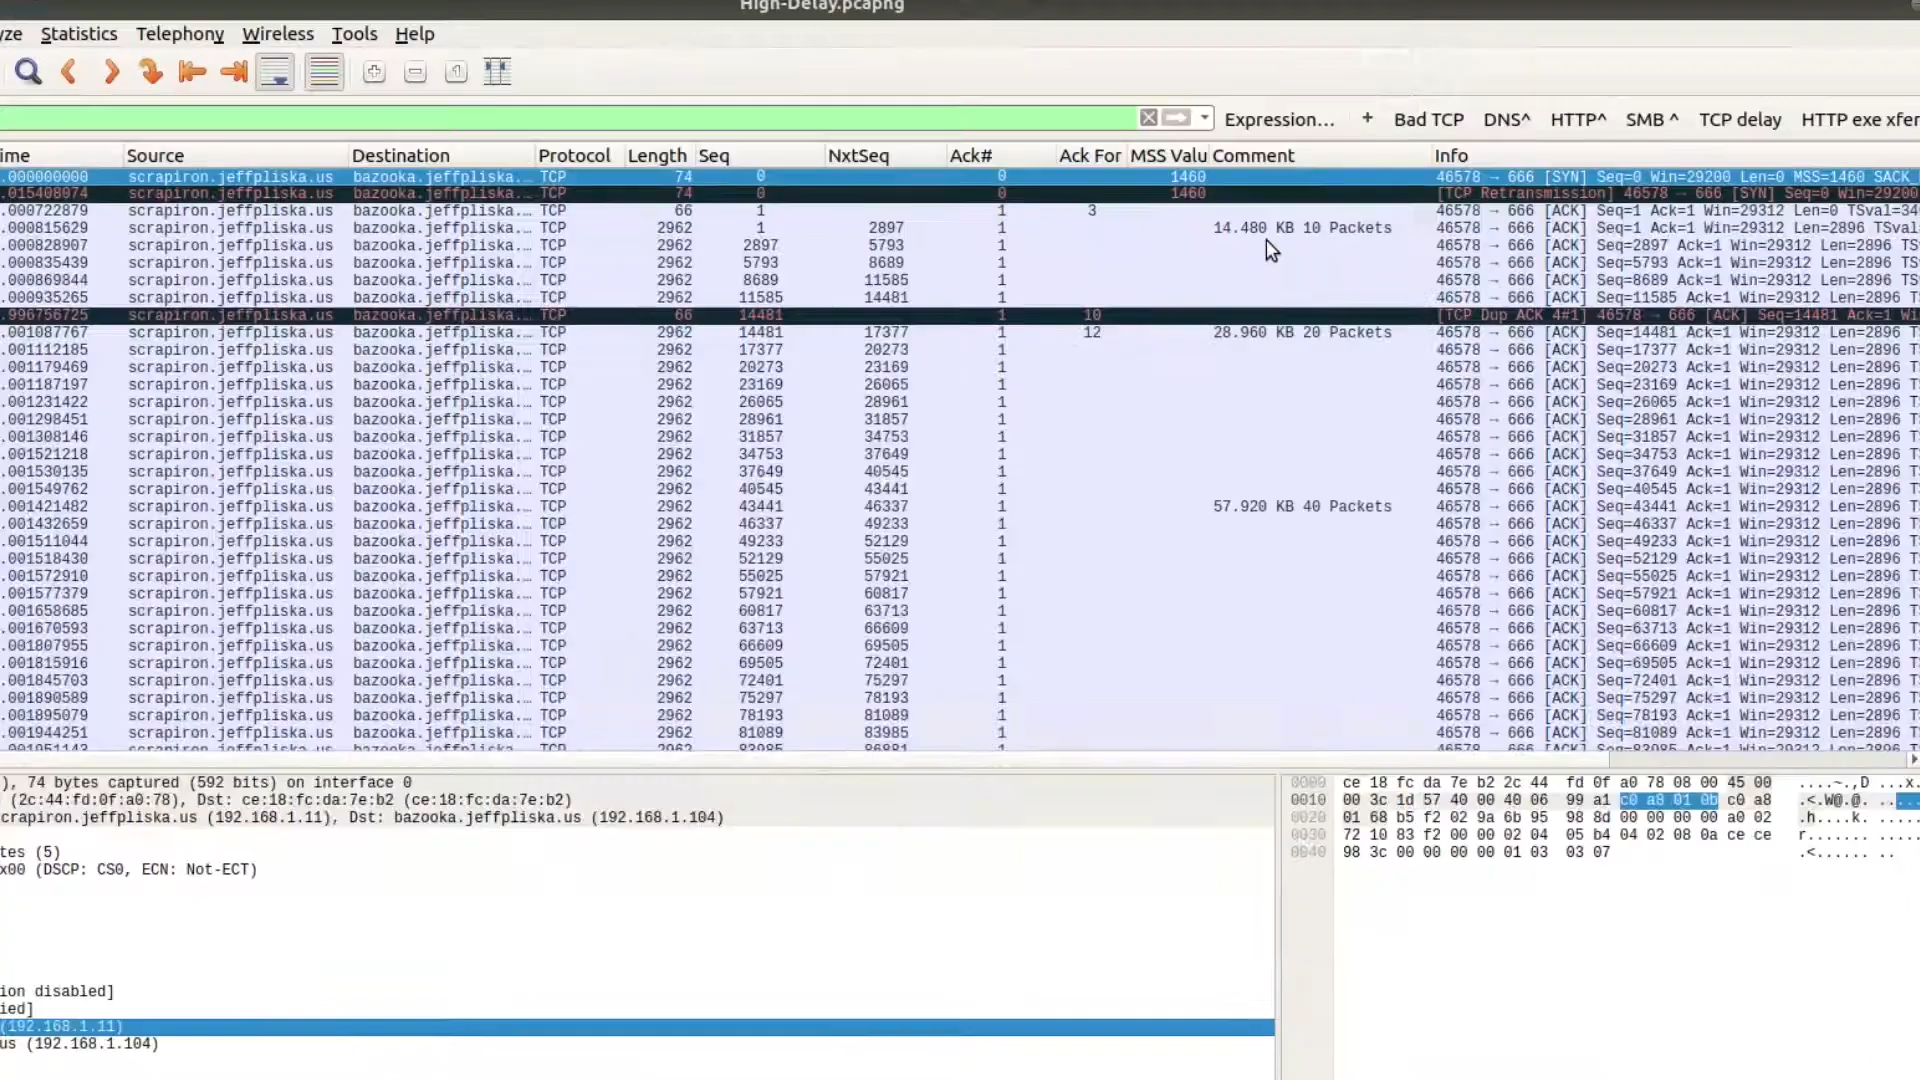 High-Delay.pcapng
yze Statistics Telephony Wireless Tools Help
Expression… + Bad TCP DNS^ HTTP^ SMB ^ TCP delay HTTP exe xfer
ime Source Destination Protocol Length Seq NxtSeq Ack# Ack For MSS Valu Comment Info
.000000000 scrapiron.jeffpliska.us bazooka.jeffpliska.… TCP 74 0 0 1460 46578 → 666 [SYN] Seq=0 Win=29200 Len=0 MSS=1460 SACK_
.015408974 scrapiron.jeffpliska.us bazooka.jeffpliska.… TCP 74 0 0 1460 [TCP Retransmission] 46578 → 666 [SYN] Seq=0 Win=29200
.000722879 scrapiron.jeffpliska.us bazooka.jeffpliska.… TCP 66 1 1 3 46578 → 666 [ACK] Seq=1 Ack=1 Win=29312 Len=0 TSval=34
.000815629 scrapiron.jeffpliska.us bazooka.jeffpliska.… TCP 2962 1 2897 1 14.480 KB 10 Packets 46578 → 666 [ACK] Seq=1 Ack=1 Win=29312 Len=2896 TSval
.000828907 scrapiron.jeffpliska.us bazooka.jeffpliska.… TCP 2962 2897 5793 1 46578 → 666 [ACK] Seq=2897 Ack=1 Win=29312 Len=2896 TS
.000835439 scrapiron.jeffpliska.us bazooka.jeffpliska.… TCP 2962 5793 8689 1 46578 → 666 [ACK] Seq=5793 Ack=1 Win=29312 Len=2896 TS
.000869844 scrapiron.jeffpliska.us bazooka.jeffpliska.… TCP 2962 8689 11585 1 46578 → 666 [ACK] Seq=8689 Ack=1 Win=29312 Len=2896 TS
.000935265 scrapiron.jeffpliska.us bazooka.jeffpliska.… TCP 2962 11585 14481 1 46578 → 666 [ACK] Seq=11585 Ack=1 Win=29312 Len=2896 T
.996756725 scrapiron.jeffpliska.us bazooka.jeffpliska.… TCP 66 14481 1 10 [TCP Dup ACK 4#1] 46578 → 666 [ACK] Seq=14481 Ack=1 Wi
.001087767 scrapiron.jeffpliska.us bazooka.jeffpliska.… TCP 2962 14481 17377 1 12 28.960 KB 20 Packets 46578 → 666 [ACK] Seq=14481 Ack=1 Win=29312 Len=2896 T
.001112185 scrapiron.jeffpliska.us bazooka.jeffpliska.… TCP 2962 17377 20273 1 46578 → 666 [ACK] Seq=17377 Ack=1 Win=29312 Len=2896 T
.001179469 scrapiron.jeffpliska.us bazooka.jeffpliska.… TCP 2962 20273 23169 1 46578 → 666 [ACK] Seq=20273 Ack=1 Win=29312 Len=2896 T
.001187197 scrapiron.jeffpliska.us bazooka.jeffpliska.… TCP 2962 23169 26065 1 46578 → 666 [ACK] Seq=23169 Ack=1 Win=29312 Len=2896 T
.001231422 scrapiron.jeffpliska.us bazooka.jeffpliska.… TCP 2962 26065 28961 1 46578 → 666 [ACK] Seq=26065 Ack=1 Win=29312 Len=2896 T
.001298451 scrapiron.jeffpliska.us bazooka.jeffpliska.… TCP 2962 28961 31857 1 46578 → 666 [ACK] Seq=28961 Ack=1 Win=29312 Len=2896 T
.001308146 scrapiron.jeffpliska.us bazooka.jeffpliska.… TCP 2962 31857 34753 1 46578 → 666 [ACK] Seq=31857 Ack=1 Win=29312 Len=2896 T
.001521218 scrapiron.jeffpliska.us bazooka.jeffpliska.… TCP 2962 34753 37649 1 46578 → 666 [ACK] Seq=34753 Ack=1 Win=29312 Len=2896 T
.001530135 scrapiron.jeffpliska.us bazooka.jeffpliska.… TCP 2962 37649 40545 1 46578 → 666 [ACK] Seq=37649 Ack=1 Win=29312 Len=2896 T
.001549762 scrapiron.jeffpliska.us bazooka.jeffpliska.… TCP 2962 40545 43441 1 46578 → 666 [ACK] Seq=40545 Ack=1 Win=29312 Len=2896 T
.001421482 scrapiron.jeffpliska.us bazooka.jeffpliska.… TCP 2962 43441 46337 1 57.920 KB 40 Packets 46578 → 666 [ACK] Seq=43441 Ack=1 Win=29312 Len=2896 T
.001432659 scrapiron.jeffpliska.us bazooka.jeffpliska.… TCP 2962 46337 49233 1 46578 → 666 [ACK] Seq=46337 Ack=1 Win=29312 Len=2896 T
.001511044 scrapiron.jeffpliska.us bazooka.jeffpliska.… TCP 2962 49233 52129 1 46578 → 666 [ACK] Seq=49233 Ack=1 Win=29312 Len=2896 T
.001518430 scrapiron.jeffpliska.us bazooka.jeffpliska.… TCP 2962 52129 55025 1 46578 → 666 [ACK] Seq=52129 Ack=1 Win=29312 Len=2896 T
.001572910 scrapiron.jeffpliska.us bazooka.jeffpliska.… TCP 2962 55025 57921 1 46578 → 666 [ACK] Seq=55025 Ack=1 Win=29312 Len=2896 T
.001577379 scrapiron.jeffpliska.us bazooka.jeffpliska.… TCP 2962 57921 60817 1 46578 → 666 [ACK] Seq=57921 Ack=1 Win=29312 Len=2896 T
.001658685 scrapiron.jeffpliska.us bazooka.jeffpliska.… TCP 2962 60817 63713 1 46578 → 666 [ACK] Seq=60817 Ack=1 Win=29312 Len=2896 T
.001670593 scrapiron.jeffpliska.us bazooka.jeffpliska.… TCP 2962 63713 66609 1 46578 → 666 [ACK] Seq=63713 Ack=1 Win=29312 Len=2896 T
.001807955 scrapiron.jeffpliska.us bazooka.jeffpliska.… TCP 2962 66609 69505 1 46578 → 666 [ACK] Seq=66609 Ack=1 Win=29312 Len=2896 T
.001815916 scrapiron.jeffpliska.us bazooka.jeffpliska.… TCP 2962 69505 72401 1 46578 → 666 [ACK] Seq=69505 Ack=1 Win=29312 Len=2896 T
.001845703 scrapiron.jeffpliska.us bazooka.jeffpliska.… TCP 2962 72401 75297 1 46578 → 666 [ACK] Seq=72401 Ack=1 Win=29312 Len=2896 T
.001890589 scrapiron.jeffpliska.us bazooka.jeffpliska.… TCP 2962 75297 78193 1 46578 → 666 [ACK] Seq=75297 Ack=1 Win=29312 Len=2896 T
.001895079 scrapiron.jeffpliska.us bazooka.jeffpliska.… TCP 2962 78193 81089 1 46578 → 666 [ACK] Seq=78193 Ack=1 Win=29312 Len=2896 T
.001944251 scrapiron.jeffpliska.us bazooka.jeffpliska.… TCP 2962 81089 83985 1 46578 → 666 [ACK] Seq=81089 Ack=1 Win=29312 Len=2896 T
.001951143 scrapiron.jeffpliska.us bazooka.jeffpliska.… TCP 2962 83985 86881 1 46578 → 666 [ACK] Seq=83985 Ack=1 Win=29312 Len=2896 T
), 74 bytes captured (592 bits) on interface 0
(2c:44:fd:0f:a0:78), Dst: ce:18:fc:da:7e:b2 (ce:18:fc:da:7e:b2)
crapiron.jeffpliska.us (192.168.1.11), Dst: bazooka.jeffpliska.us (192.168.1.104)
tes (5)
x00 (DSCP: CS0, ECN: Not-ECT)
ion disabled]
ied]
(192.168.1.11)
us (192.168.1.104)
0000 ce 18 fc da 7e b2 2c 44 fd 0f a0 78 08 00 45 00 ....~.,D ...x.
0010 00 3c 1d 57 40 00 40 06 99 a1 c0 a8 01 0b c0 a8 .<.W@.@. .....
0020 01 68 b5 f2 02 9a 6b 95 98 8d 00 00 00 00 a0 02 .h....k. .....
0030 72 10 83 f2 00 00 02 04 05 b4 04 02 08 0a ce ce r....... .....
0040 98 3c 00 00 00 00 01 03 03 07 .<...... ..